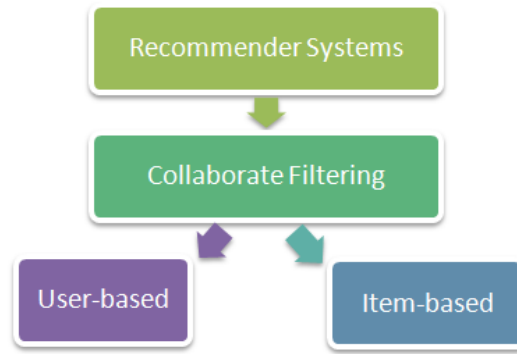 Recommender Systems
Collaborate Filtering
User-based
Item-based